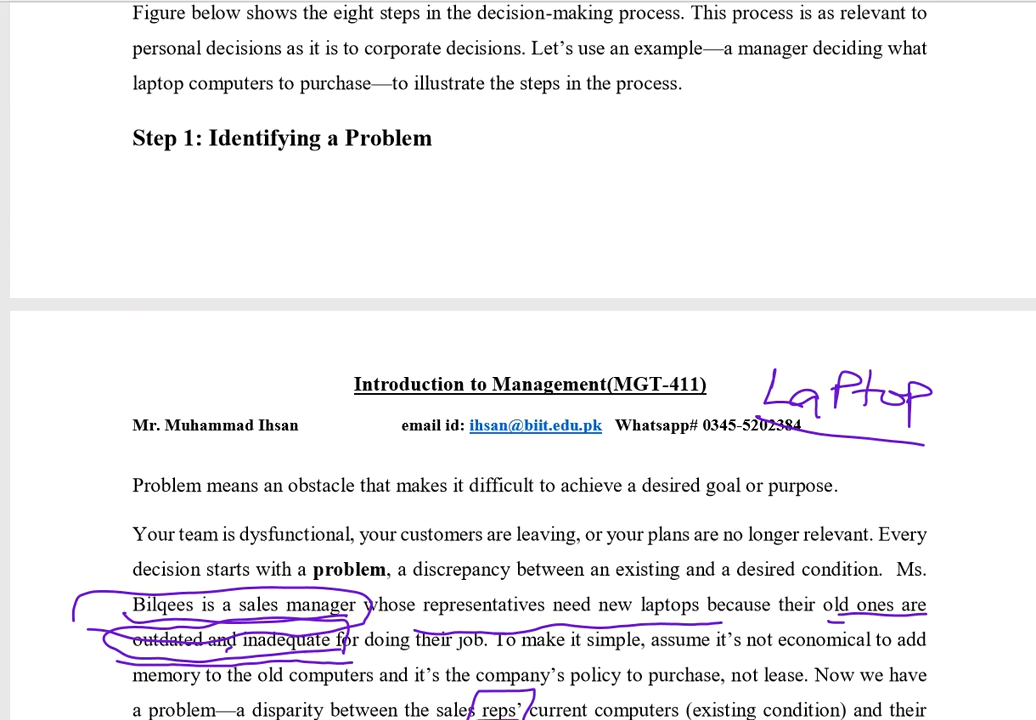 Figure below shows the eight steps in the decision-making process. This process is as relevant to
personal decisions as it is to corporate decisions. Let’s use an example—a manager deciding what
laptop computers to purchase—to illustrate the steps in the process.
Step 1: Identifying a Problem
Introduction to Management(MGT-411)
LaPtop
Mr. Muhammad Ihsan email id: ihsan@biit.edu.pk Whatsapp# 0345-5202384
Problem means an obstacle that makes it difficult to achieve a desired goal or purpose.
Your team is dysfunctional, your customers are leaving, or your plans are no longer relevant. Every
decision starts with a problem, a discrepancy between an existing and a desired condition. Ms.
Bilqees is a sales manager whose representatives need new laptops because their old ones are
outdated and inadequate for doing their job. To make it simple, assume it’s not economical to add
memory to the old computers and it’s the company’s policy to purchase, not lease. Now we have
a problem—a disparity between the sales reps’ current computers (existing condition) and their